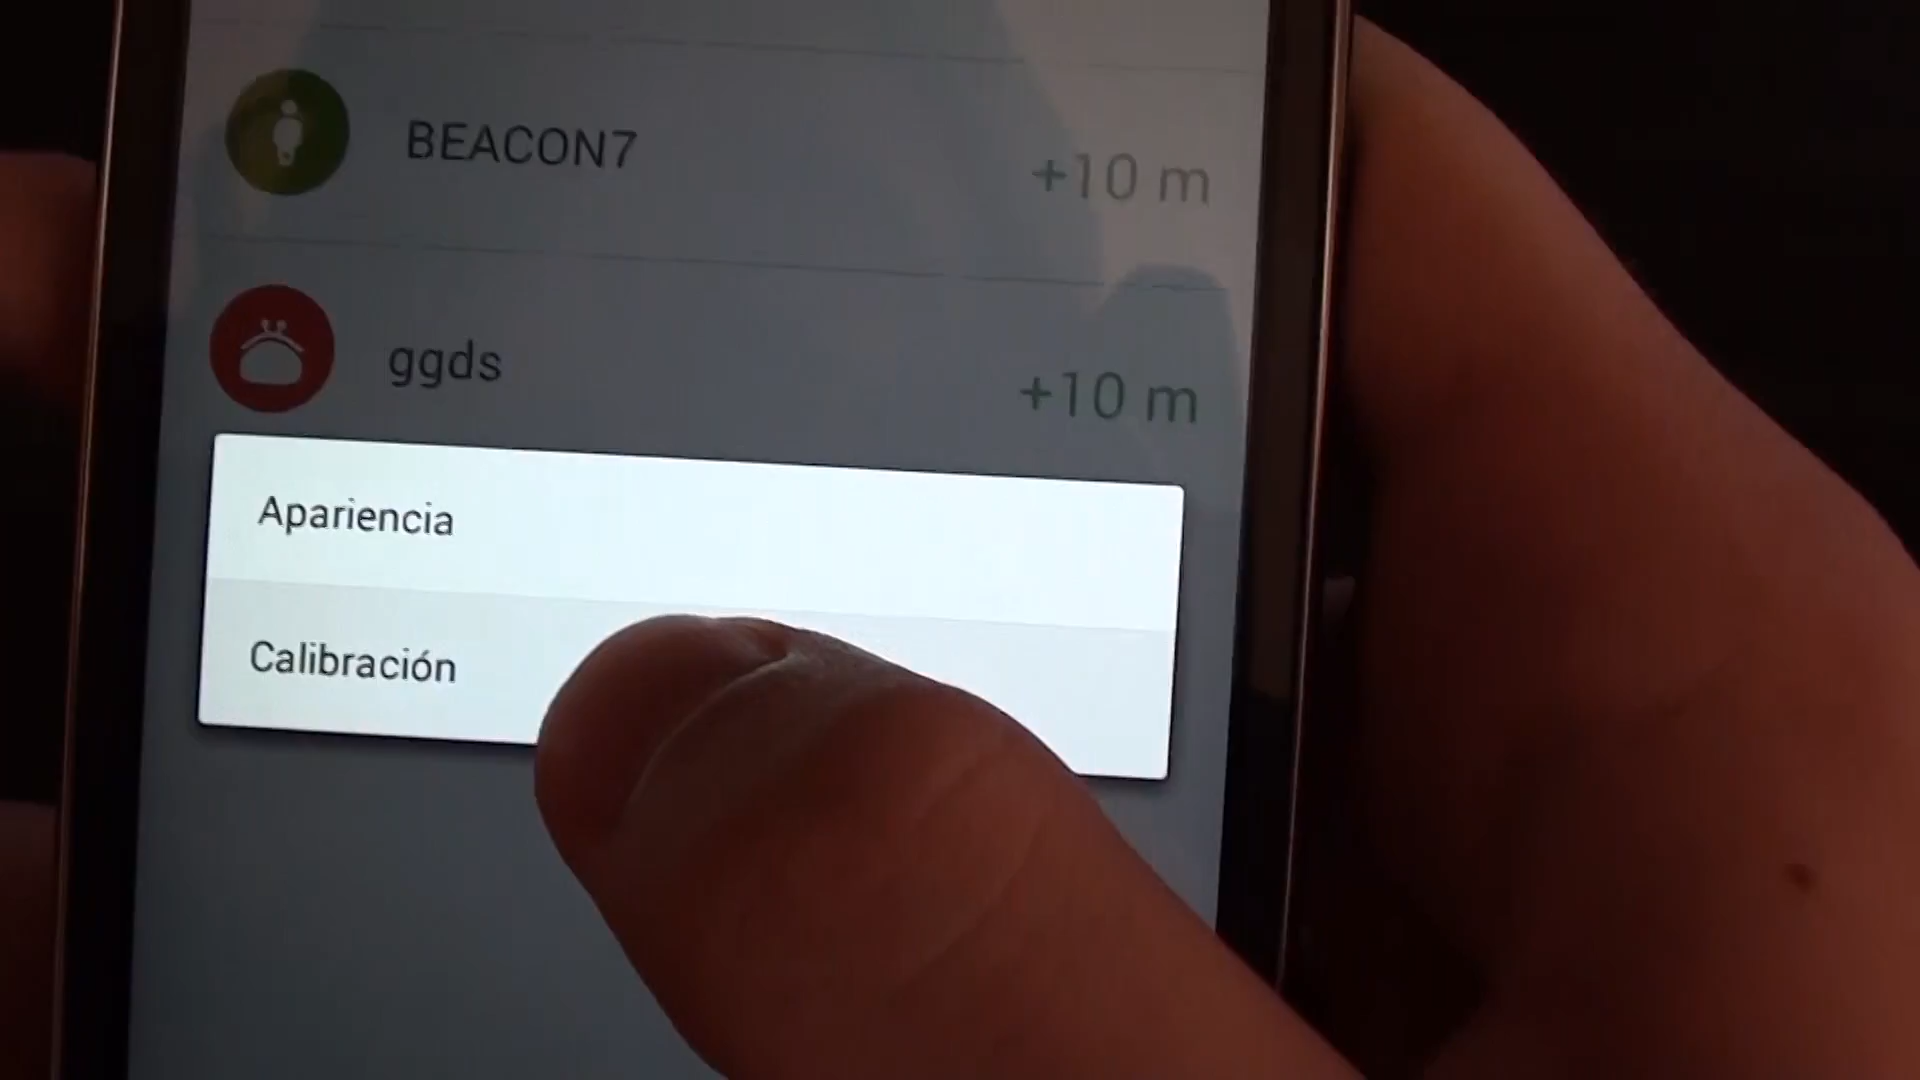 BEACON7
+10 m
ggds
+10 m
Apariencia
Calibración